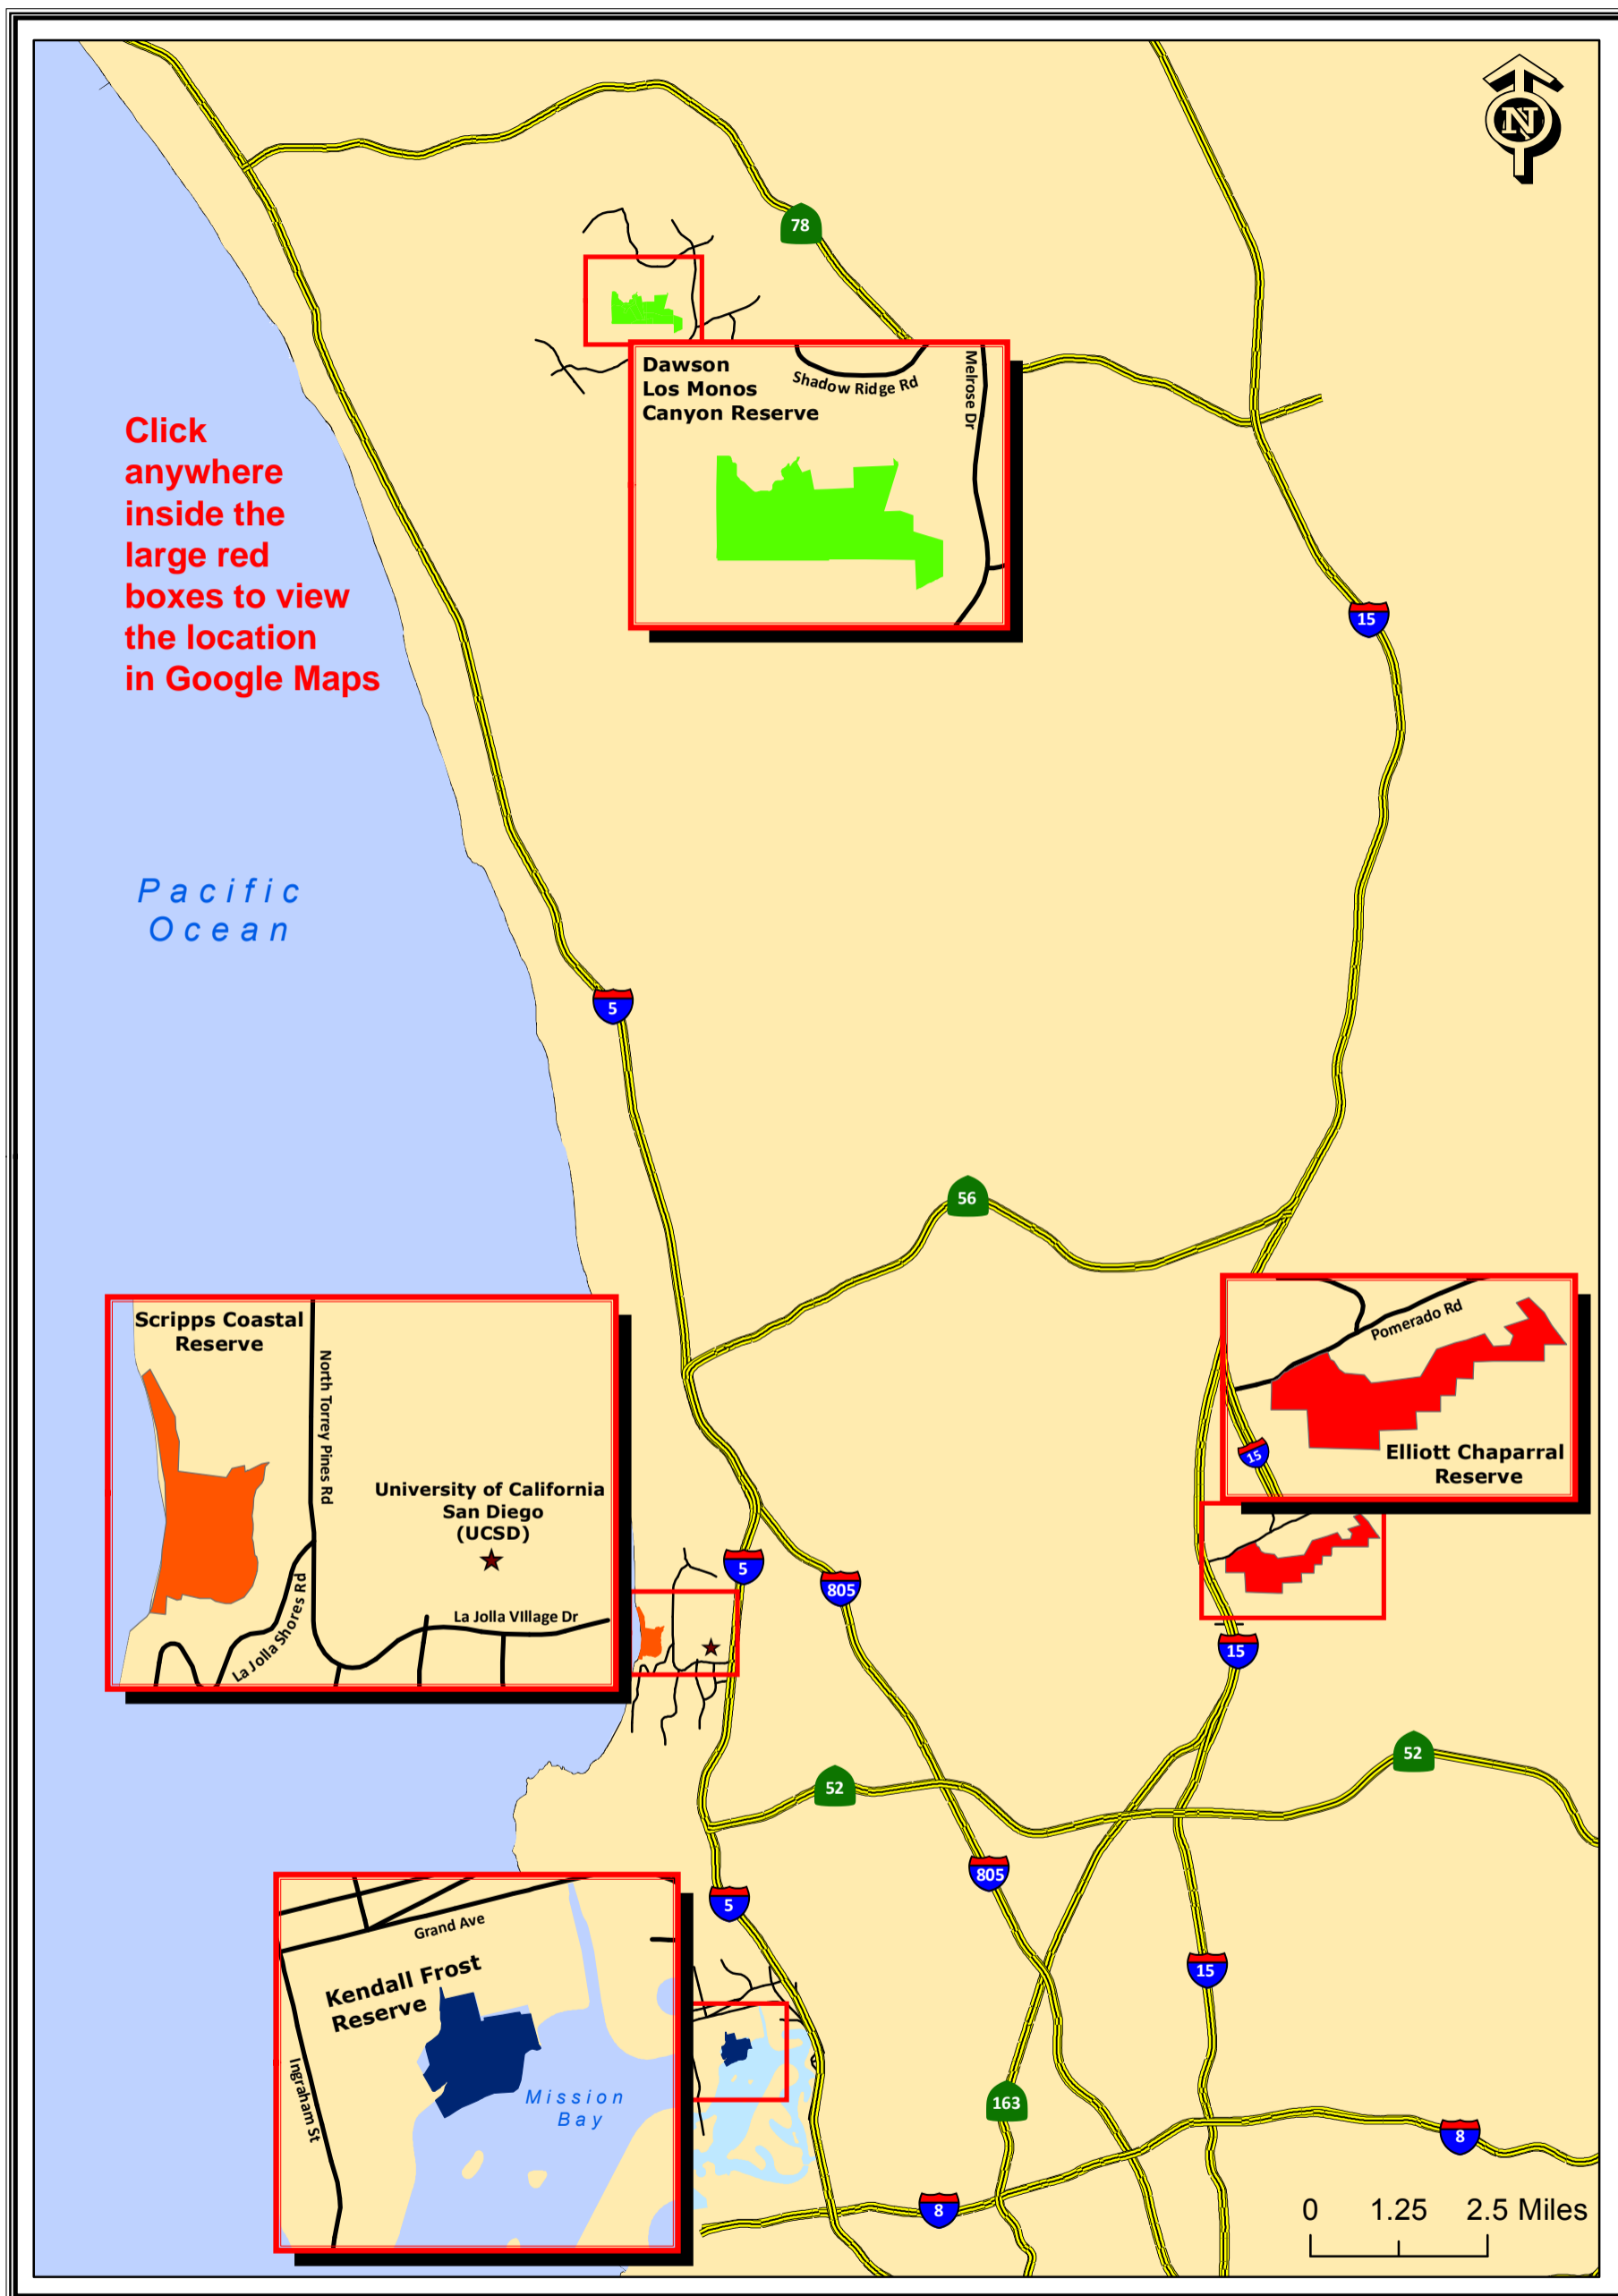 N
78
Dawson
Los Monos
Canyon Reserve
Shadow Ridge Rd
Melrose Dr
Click
anywhere
inside the
large red
boxes to view
the location
in Google Maps
15
Pacific
Ocean
5
56
Scripps Coastal
Reserve
North Torrey Pines Rd
University of California
San Diego
(UCSD)
La Jolla VIllage Dr
La Jolla Shores Rd
Pomerado Rd
15
Elliott Chaparral
Reserve
5
805
15
52
52
805
5
15
Grand Ave
Kendall Frost
Reserve
Ingraham St
Mission
Bay
163
8
8
0 1.25 2.5 Miles